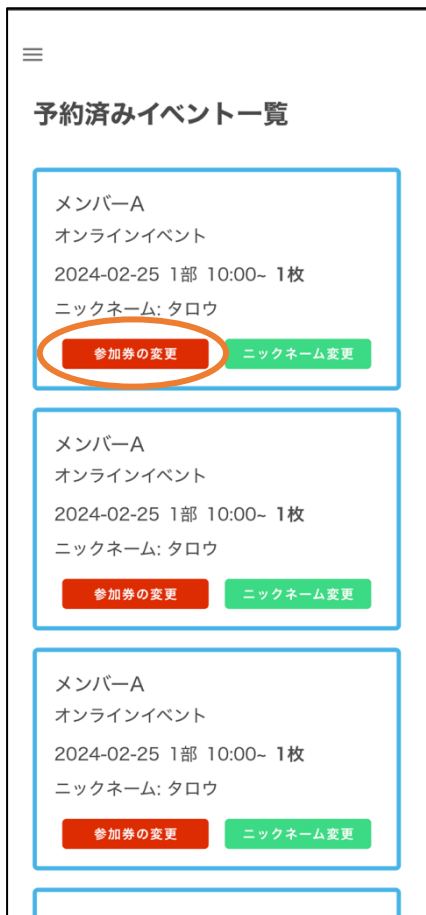 予約済みイベント一覧
メンバーA
オンラインイベント
2024-02-25 1部 10:00~ 1枚
ニックネーム: タロウ
参加券の変更 ニックネーム変更
メンバーA
オンラインイベント
2024-02-25 1部 10:00~ 1枚
ニックネーム: タロウ
参加券の変更 ニックネーム変更
メンバーA
オンラインイベント
2024-02-25 1部 10:00~ 1枚
ニックネーム: タロウ
参加券の変更 ニックネーム変更